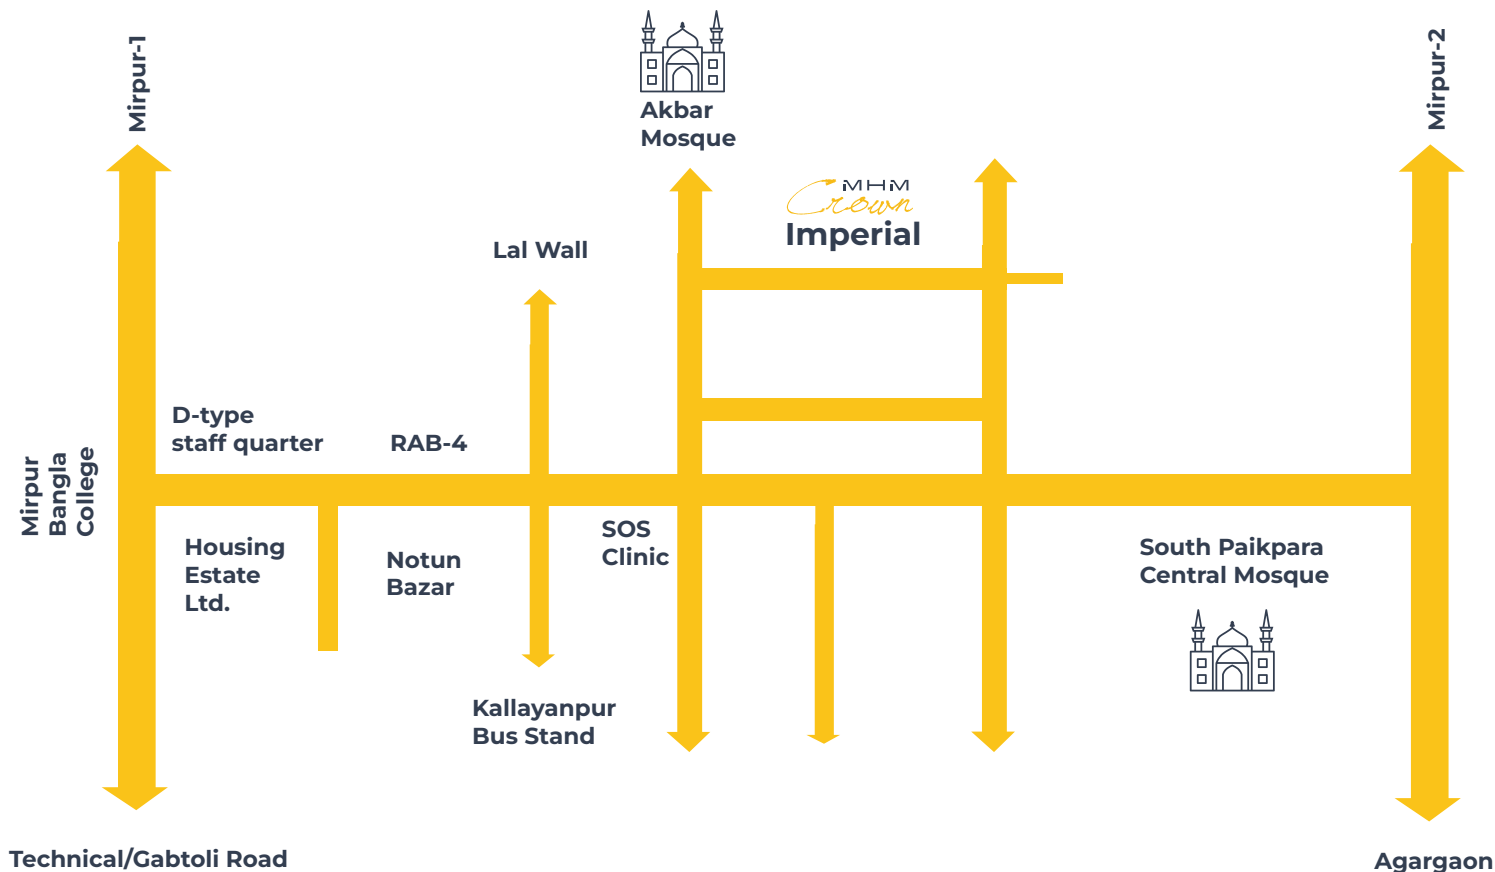 Mirpur-1
Mirpur-2
Akbar
Mosque
MHM
Crown
Imperial
Lal Wall
D-type
staff quarter
RAB-4
Mirpur
Bangla
College
Housing
Estate
Ltd.
Notun
Bazar
SOS
Clinic
South Paikpara
Central Mosque
Kallayanpur
Bus Stand
Technical/Gabtoli Road
Agargaon